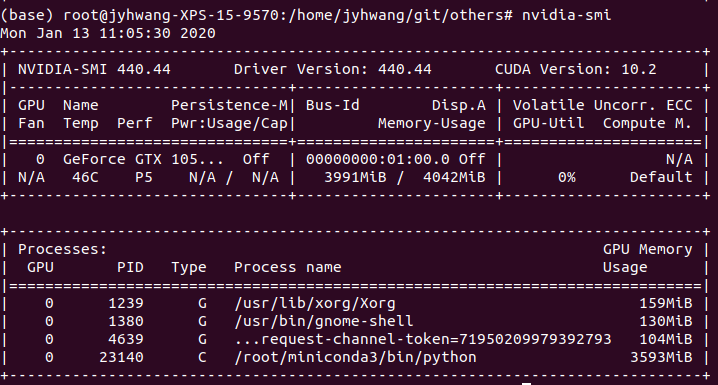 (base) root@jyhwang-XPS-15-9570:/home/jyhwang/git/others# nvidia-smi
Mon Jan 13 11:05:30 2020
+-----------------------------------------------------------------------------+
| NVIDIA-SMI 440.44       Driver Version: 440.44       CUDA Version: 10.2     |
|-------------------------------+----------------------+----------------------+
| GPU  Name        Persistence-M| Bus-Id        Disp.A | Volatile Uncorr. ECC |
| Fan  Temp  Perf  Pwr:Usage/Cap|         Memory-Usage | GPU-Util  Compute M. |
|===============================+======================+======================|
|   0  GeForce GTX 105...  Off  | 00000000:01:00.0 Off |                  N/A |
| N/A   46C    P5    N/A /  N/A |   3991MiB /  4042MiB |      0%      Default |
+-------------------------------+----------------------+----------------------+
+-----------------------------------------------------------------------------+
| Processes:                                                       GPU Memory |
|  GPU       PID   Type   Process name                             Usage      |
|=============================================================================|
|    0      1239      G   /usr/lib/xorg/Xorg                           159MiB |
|    0      1380      G   /usr/bin/gnome-shell                         130MiB |
|    0      4639      G   ...request-channel-token=71950209979392793   104MiB |
|    0     23140      C   /root/miniconda3/bin/python                 3593MiB |
+-----------------------------------------------------------------------------+